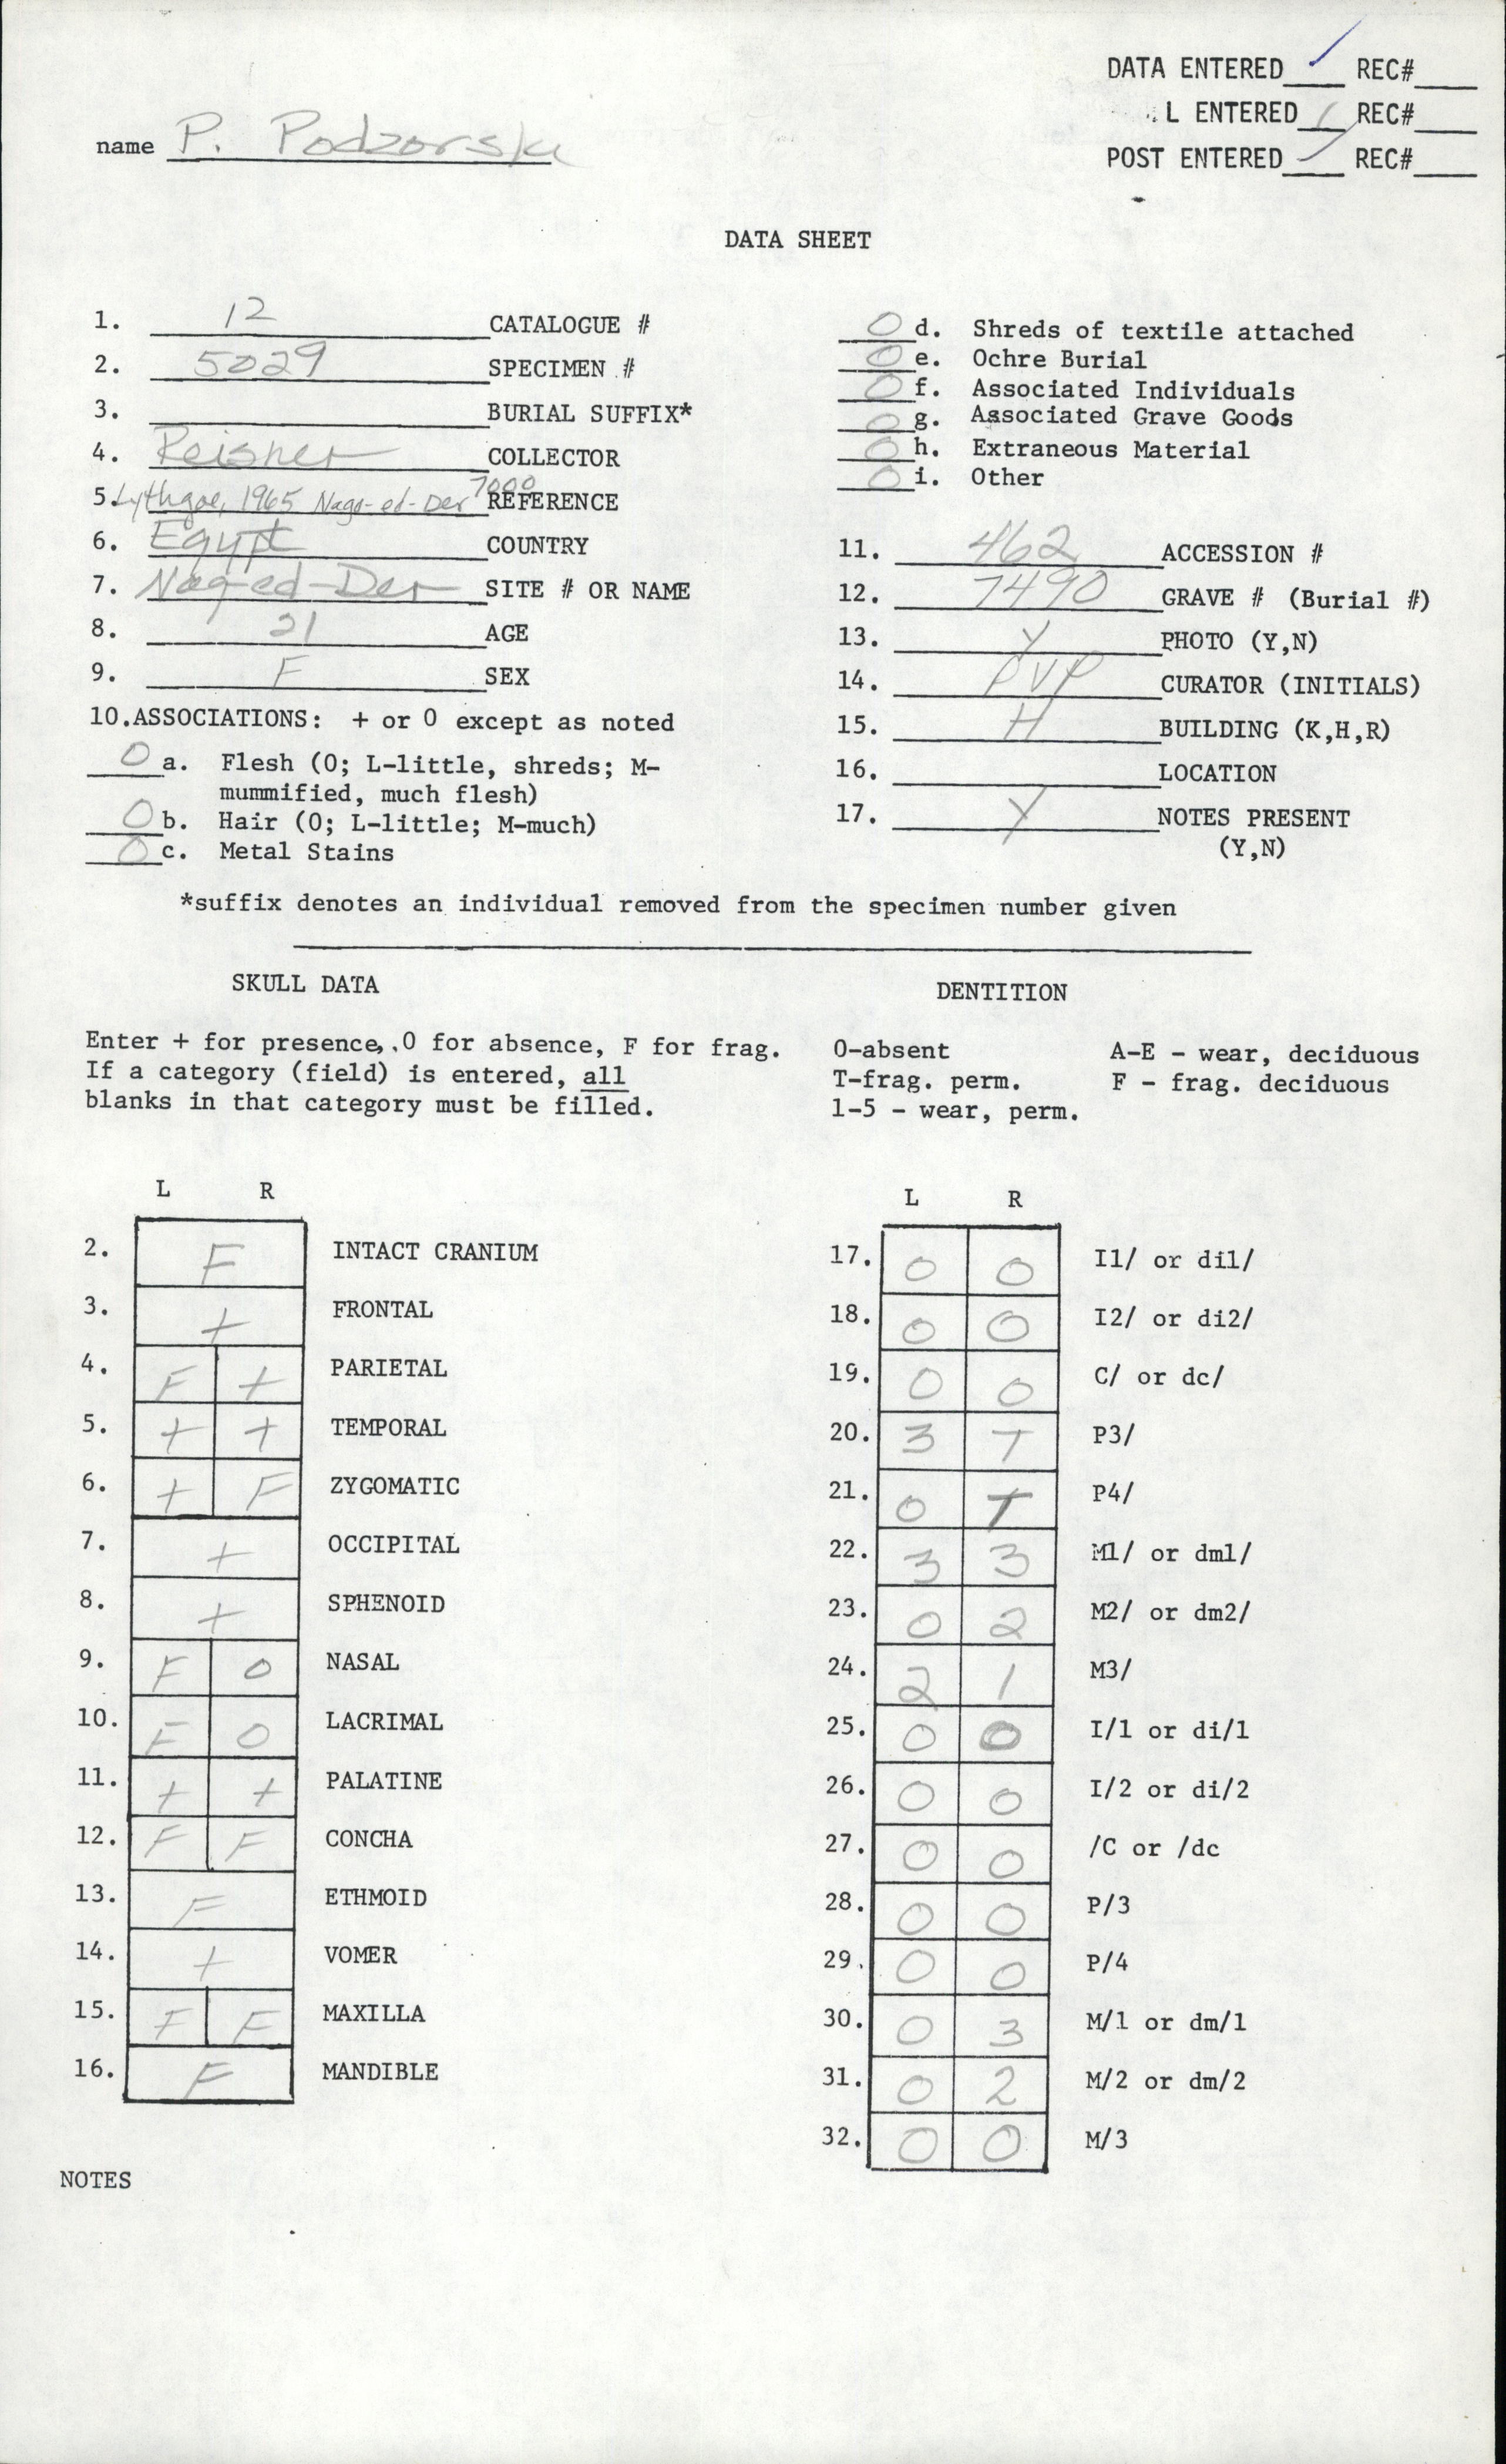 DATA ENTERED ✓ REC#
L ENTERED / REC#
name P. Podzorski
POST ENTERED ✓ REC#
DATA SHEET
1. 12 CATALOGUE #
2. 5029 SPECIMEN #
3. BURIAL SUFFIX*
4. Reisner COLLECTOR
5. Lythgoe, 1965 Naga-ed-Der 7000 REFERENCE
6. Egypt COUNTRY
7. Nag-ed-Der SITE # OR NAME
8. 21 AGE
9. F SEX
10.ASSOCIATIONS: + or 0 except as noted
0 a. Flesh (0; L-little, shreds; M-
mummified, much flesh)
0 b. Hair (0; L-little; M-much)
0 c. Metal Stains
0 d. Shreds of textile attached
0 e. Ochre Burial
0 f. Associated Individuals
0 g. Associated Grave Goods
0 h. Extraneous Material
0 i. Other
11. 462 ACCESSION #
12. 7490 GRAVE # (Burial #)
13. Y PHOTO (Y,N)
14. PVP CURATOR (INITIALS)
15. H BUILDING (K,H,R)
16. LOCATION
17. Y NOTES PRESENT
(Y,N)
*suffix denotes an individual removed from the specimen number given
SKULL DATA
Enter + for presence, 0 for absence, F for frag.
If a category (field) is entered, all
blanks in that category must be filled.
L R
2. F INTACT CRANIUM
3. + FRONTAL
4. F + PARIETAL
5. + + TEMPORAL
6. + F ZYGOMATIC
7. + OCCIPITAL
8. + SPHENOID
9. F 0 NASAL
10. F 0 LACRIMAL
11. + + PALATINE
12. F F CONCHA
13. F ETHMOID
14. + VOMER
15. F F MAXILLA
16. F MANDIBLE
NOTES
DENTITION
0-absent A-E - wear, deciduous
T-frag. perm. F - frag. deciduous
1-5 - wear, perm.
L R
17. 0 0 I1/ or di1/
18. 0 0 I2/ or di2/
19. 0 0 C/ or dc/
20. 3 T P3/
21. 0 T P4/
22. 3 3 M1/ or dm1/
23. 0 2 M2/ or dm2/
24. 2 1 M3/
25. 0 0 I/1 or di/1
26. 0 0 I/2 or di/2
27. 0 0 /C or /dc
28. 0 0 P/3
29. 0 0 P/4
30. 0 3 M/1 or dm/1
31. 0 2 M/2 or dm/2
32. 0 0 M/3